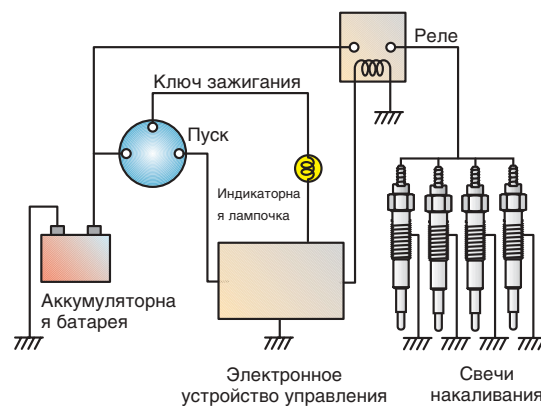 Реле
Ключ зажигания
Пуск
Индикаторна
я лампочка
Аккумуляторна
я батарея
Электронное
устройство управления
Свечи
накаливания